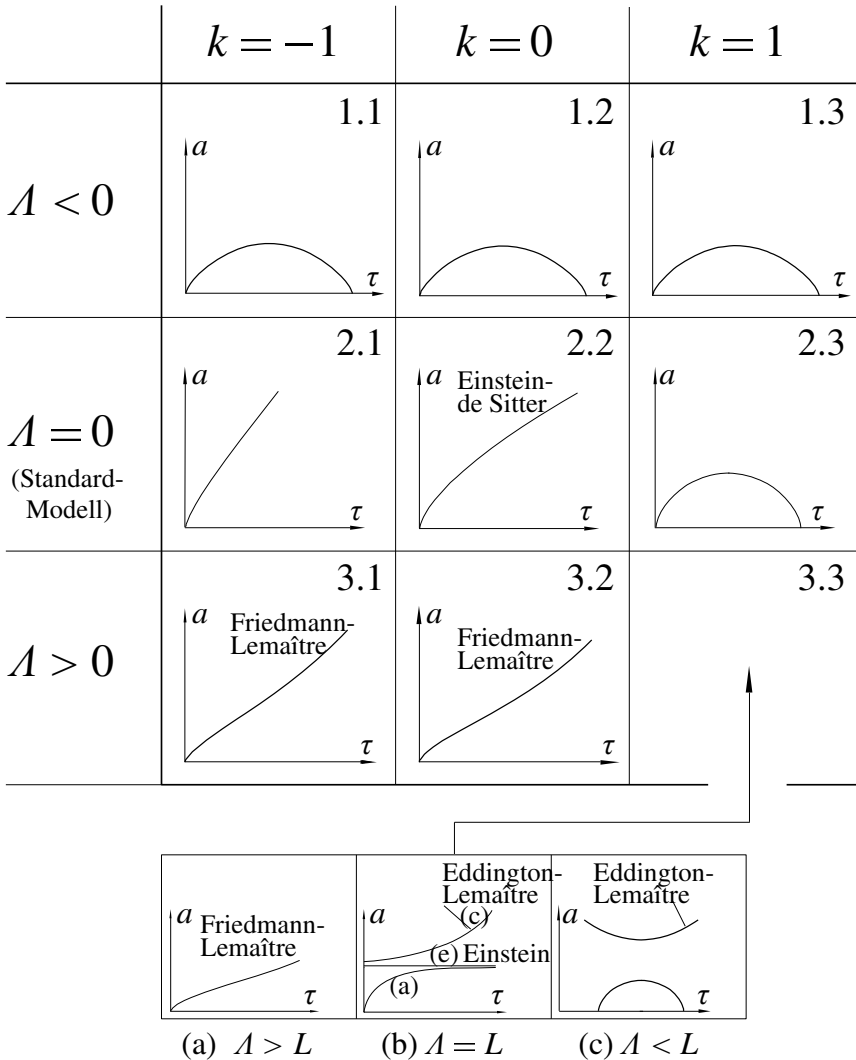 k = −1 k = 0 k = 1
Λ < 0
1.1
a
τ
1.2
a
τ
1.3
a
τ
Λ = 0
(Standard-
Modell)
2.1
a
τ
2.2
a
Einstein-
de Sitter
τ
2.3
a
τ
Λ > 0
3.1
a
Friedmann-
Lemaître
τ
3.2
a
Friedmann-
Lemaître
τ
3.3
a
Friedmann-
Lemaître
τ
Eddington-
Lemaître
a
(c)
(e) Einstein
(a)
τ
Eddington-
Lemaître
a
τ
(a) Λ > L
(b) Λ = L
(c) Λ < L